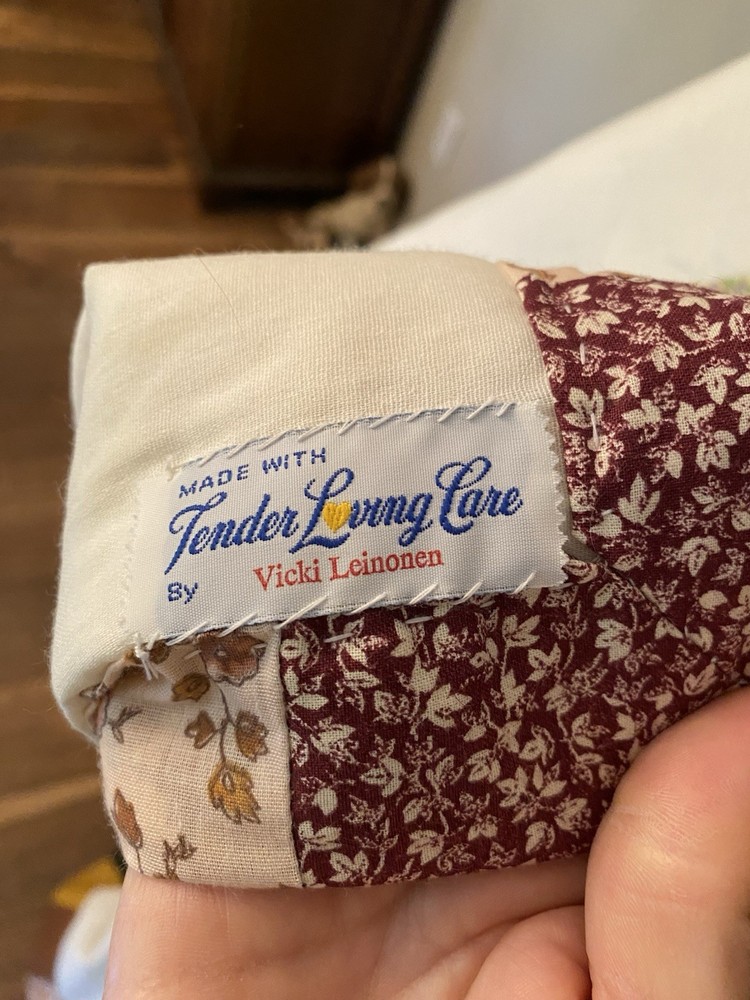 MADE WITH
Tender Loving Care
By Vicki Leinonen